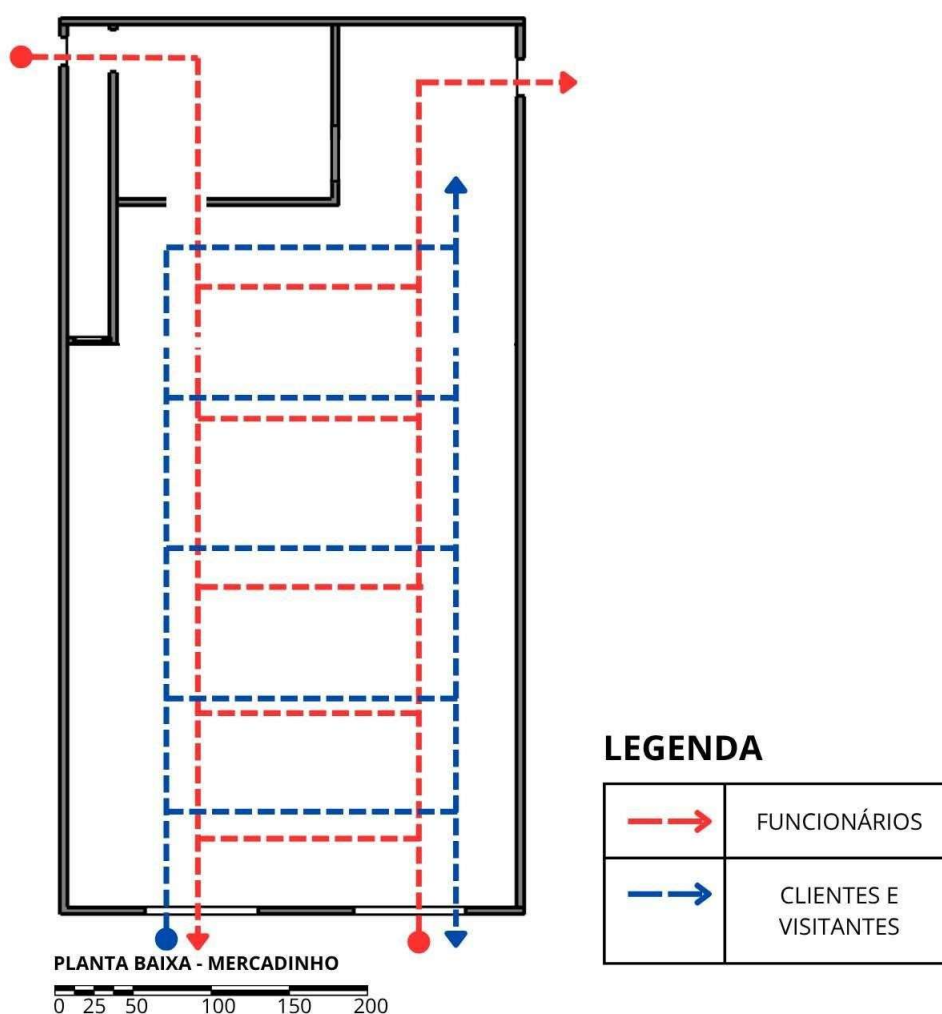 LEGENDA
FUNCIONÁRIOS
CLIENTES E
VISITANTES
PLANTA BAIXA - MERCADINHO
0 25 50 100 150 200